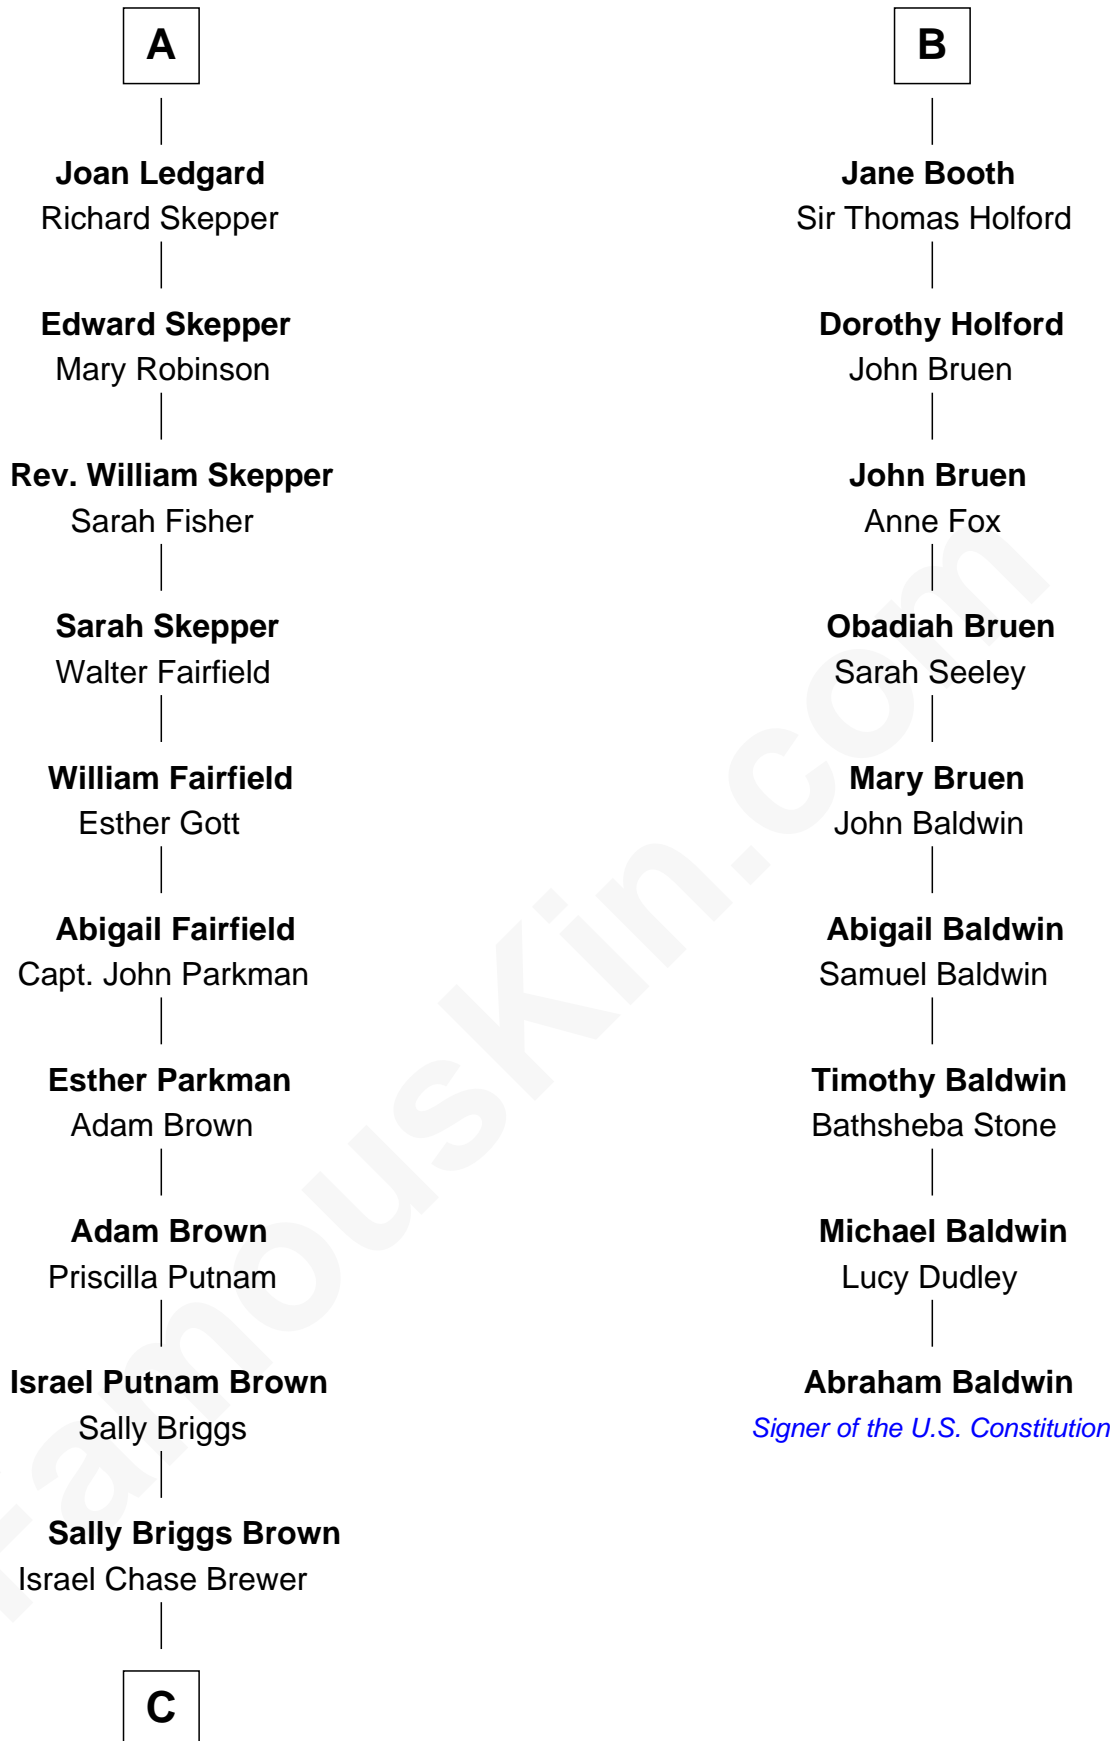 A
Joan Ledgard
Richard Skepper
Edward Skepper
Mary Robinson
Rev. William Skepper
Sarah Fisher
Sarah Skepper
Walter Fairfield
William Fairfield
Esther Gott
Abigail Fairfield
Capt. John Parkman
Esther Parkman
Adam Brown
Adam Brown
Priscilla Putnam
Israel Putnam Brown
Sally Briggs
Sally Briggs Brown
Israel Chase Brewer
C
B
Jane Booth
Sir Thomas Holford
Dorothy Holford
John Bruen
John Bruen
Anne Fox
Obadiah Bruen
Sarah Seeley
Mary Bruen
John Baldwin
Abigail Baldwin
Samuel Baldwin
Timothy Baldwin
Bathsheba Stone
Michael Baldwin
Lucy Dudley
Abraham Baldwin
Signer of the U.S. Constitution
FamousKin.com